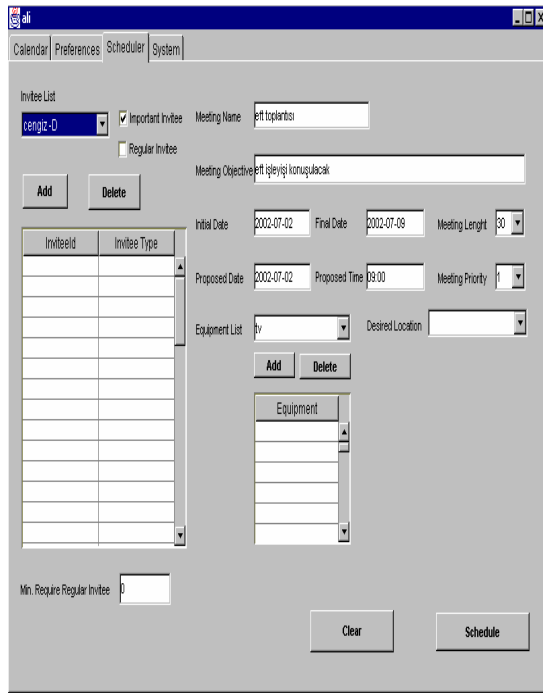 ali
Calendar Preferences Scheduler System
Invitee List
cengiz -D
Important Invitee
Regular Invitee
Add Delete
InviteeId Invitee Type
Min. Require Regular Invitee 0
Meeting Name eft toplantısı
Meeting Objective eft işleyişi konuşulacak
Initial Date 2002-07-02 Final Date 2002-07-09 Meeting Lenght 30
Proposed Date 2002-07-02 Proposed Time 09:00 Meeting Priority 1
Equipment List tv Desired Location
Add Delete
Equipment
Clear Schedule